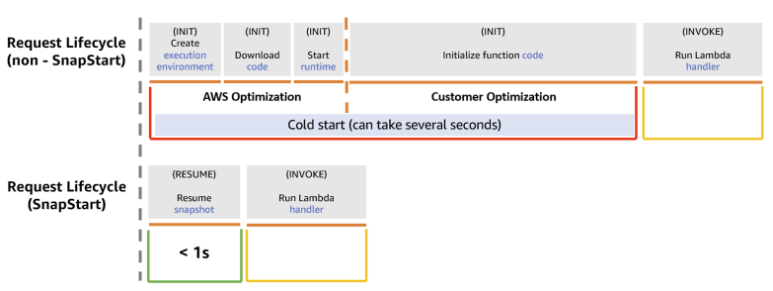 Request Lifecycle
(non - SnapStart)
(INIT)
Create
execution
environment
(INIT)
Download
code
(INIT)
Start
runtime
(INIT)
Initialize function code
(INVOKE)
Run Lambda
handler
AWS Optimization
Customer Optimization
Cold start (can take several seconds)
Request Lifecycle
(SnapStart)
(RESUME)
Resume
snapshot
(INVOKE)
Run Lambda
handler
< 1s